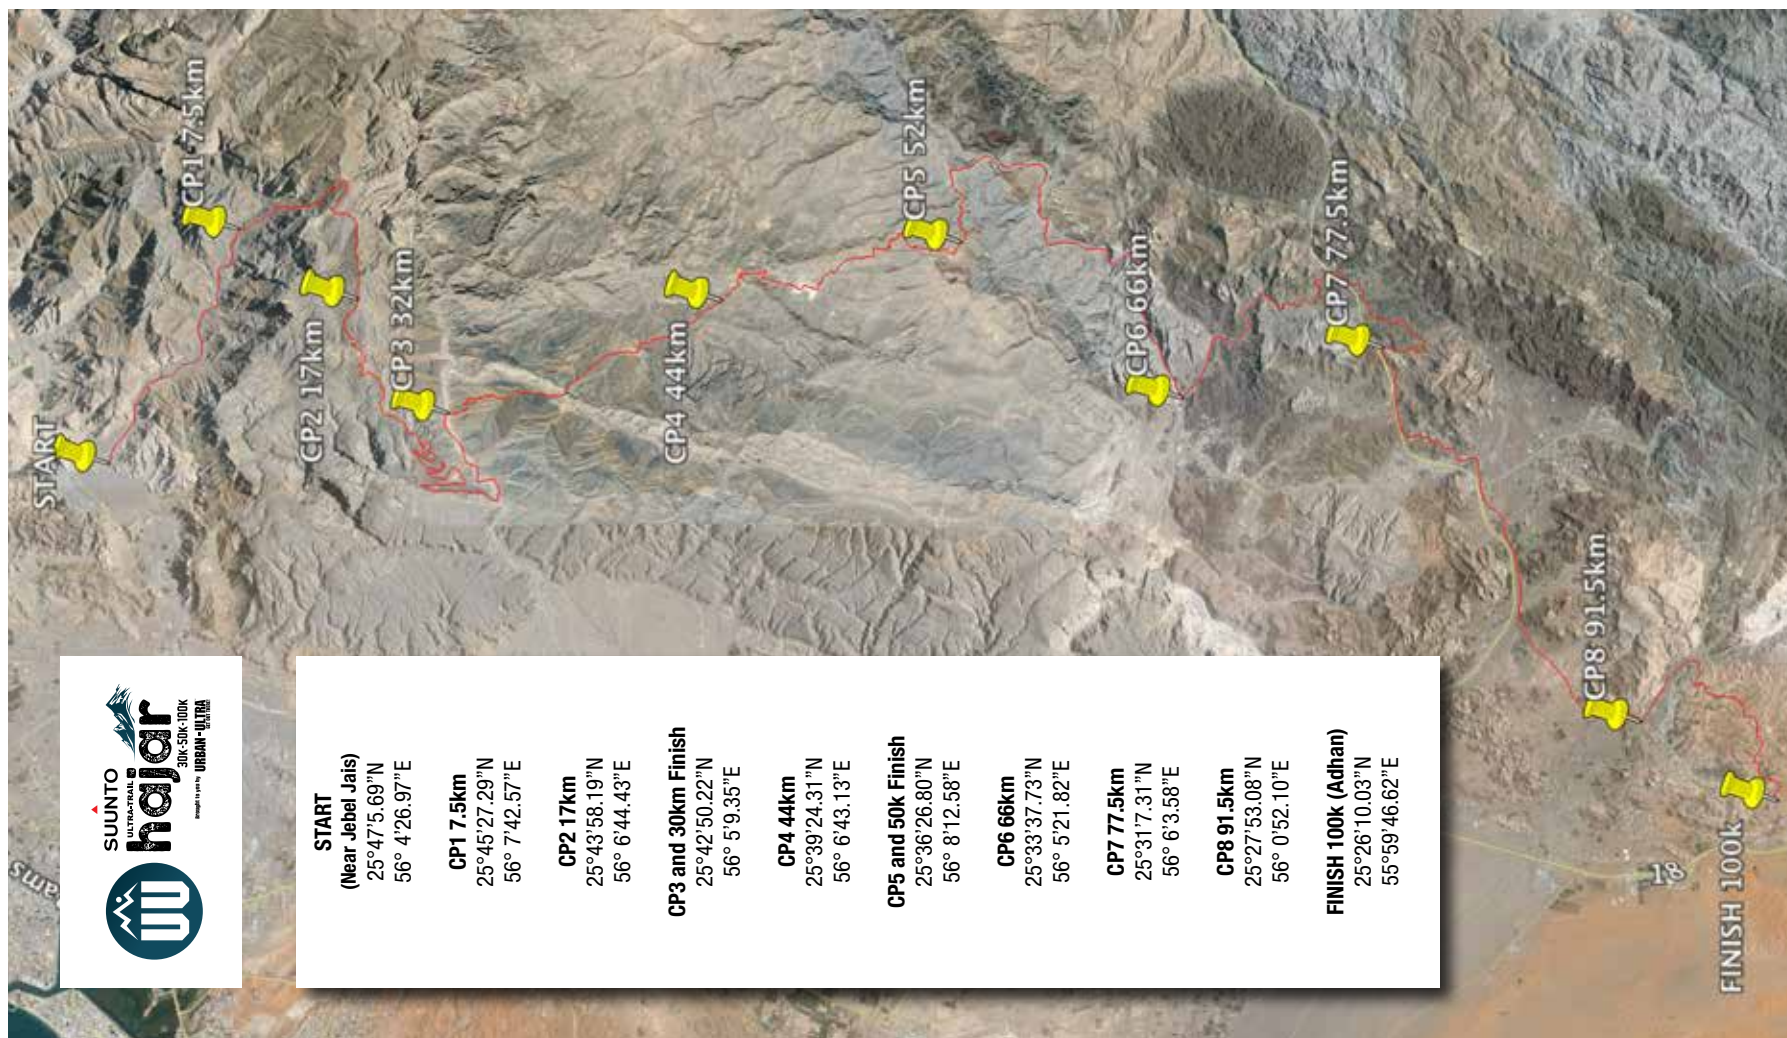 SUUNTO
ULTRA-TRAIL
hajar
30K-50K-100K
Brought to you by URBAN-ULTRA
START
(Near Jebel Jais)
25°47'5.69”N
56° 4'26.97”E
CP1 7.5km
25°45'27.29”N
56° 7'42.57”E
CP2 17km
25°43'58.19”N
56° 6'44.43”E
CP3 and 30km Finish
25°42'50.22”N
56° 5'9.35”E
CP4 44km
25°39'24.31”N
56° 6'43.13”E
CP5 and 50k Finish
25°36'26.80”N
56° 8'12.58”E
CP6 66km
25°33'37.73”N
56° 5'21.82”E
CP7 77.5km
25°31'7.31”N
56° 6'3.58”E
CP8 91.5km
25°27'53.08”N
56° 0'52.10”E
FINISH 100k (Adhan)
25°26'10.03”N
55°59'46.62”E
START
CP1 7.5km
CP2 17km
CP3 32km
CP4 44km
CP5 52km
CP6 66km
CP7 77.5km
CP8 91.5km
FINISH 100k
18